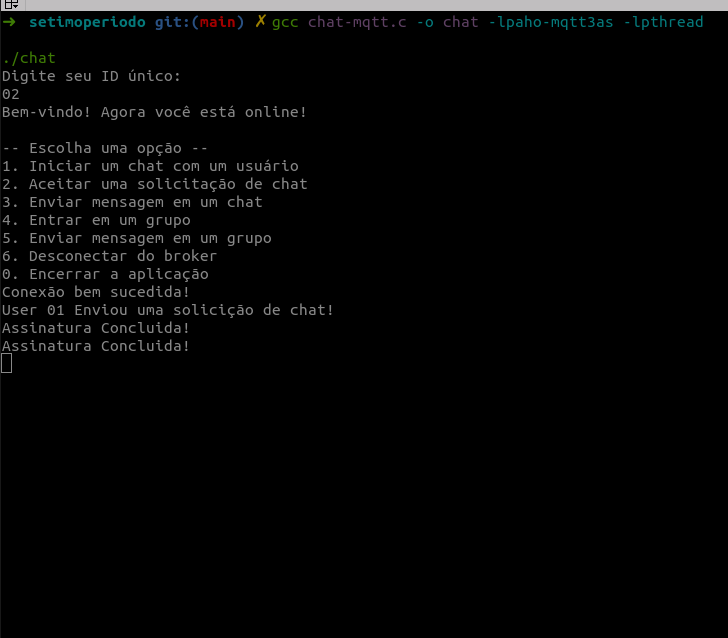 ➜ setimoperiodo git:(main) ✗ gcc chat-mqtt.c -o chat -lpaho-mqtt3as -lpthread
./chat
Digite seu ID único:
02
Bem-vindo! Agora você está online!
-- Escolha uma opção --
1. Iniciar um chat com um usuário
2. Aceitar uma solicitação de chat
3. Enviar mensagem em um chat
4. Entrar em um grupo
5. Enviar mensagem em um grupo
6. Desconectar do broker
0. Encerrar a aplicação
Conexão bem sucedida!
User 01 Enviou uma solicição de chat!
Assinatura Concluida!
Assinatura Concluida!